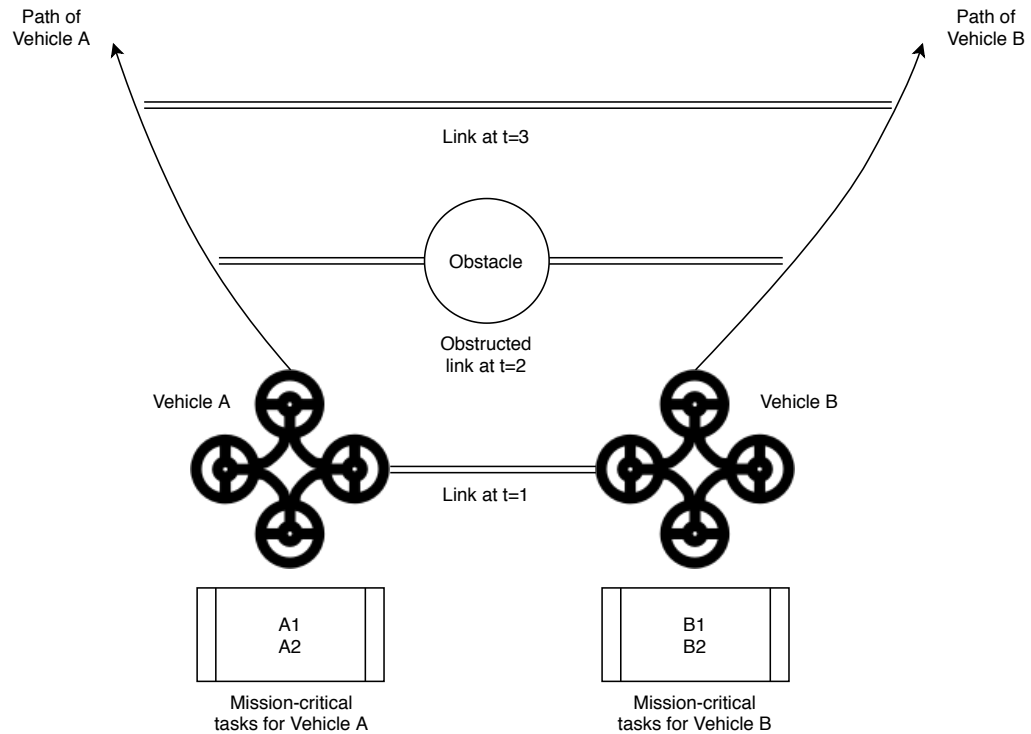 Path of
Vehicle A
Path of
Vehicle B
Link at t=3
Obstacle
Obstructed
link at t=2
Vehicle A
Vehicle B
Link at t=1
A1
A2
B1
B2
Mission-critical
tasks for Vehicle A
Mission-critical
tasks for Vehicle B